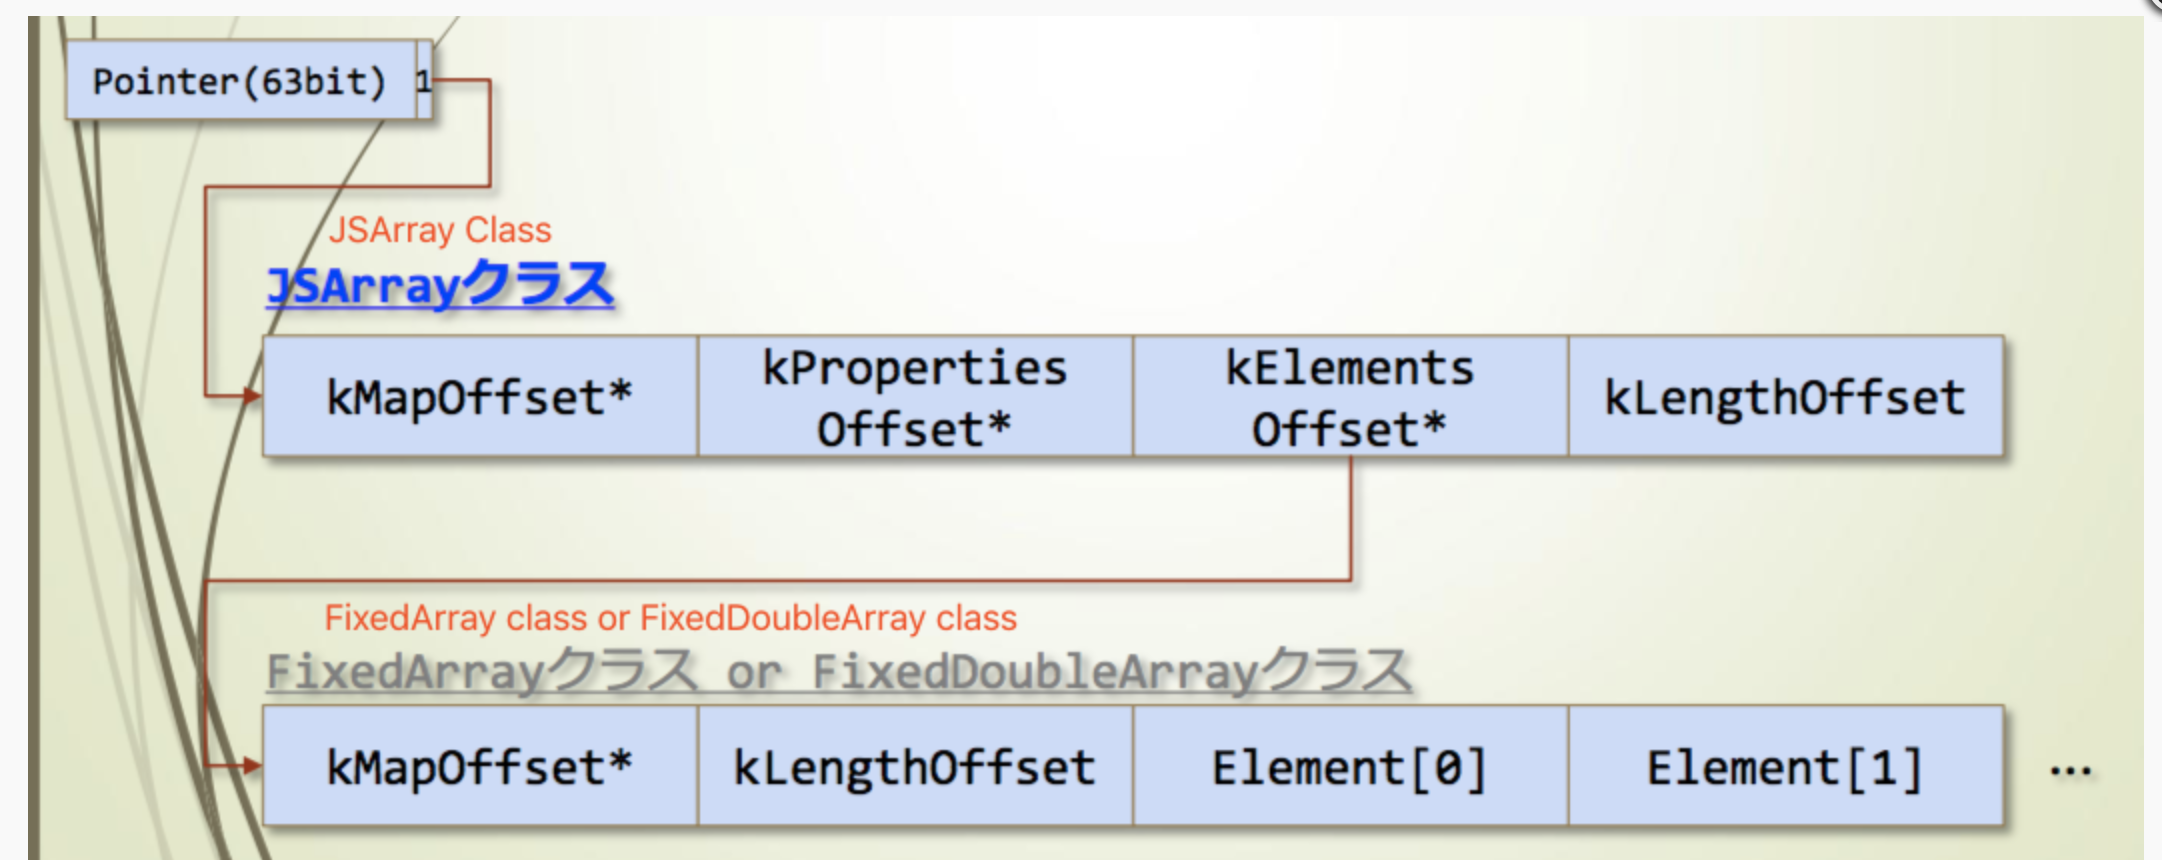 Pointer(63bit) 1
JSArray Class
JSArrayクラス
kMapOffset*
kProperties
Offset*
kElements
Offset*
kLengthOffset
FixedArray class or FixedDoubleArray class
FixedArrayクラス or FixedDoubleArrayクラス
kMapOffset*
kLengthOffset
Element[0]
Element[1]
…